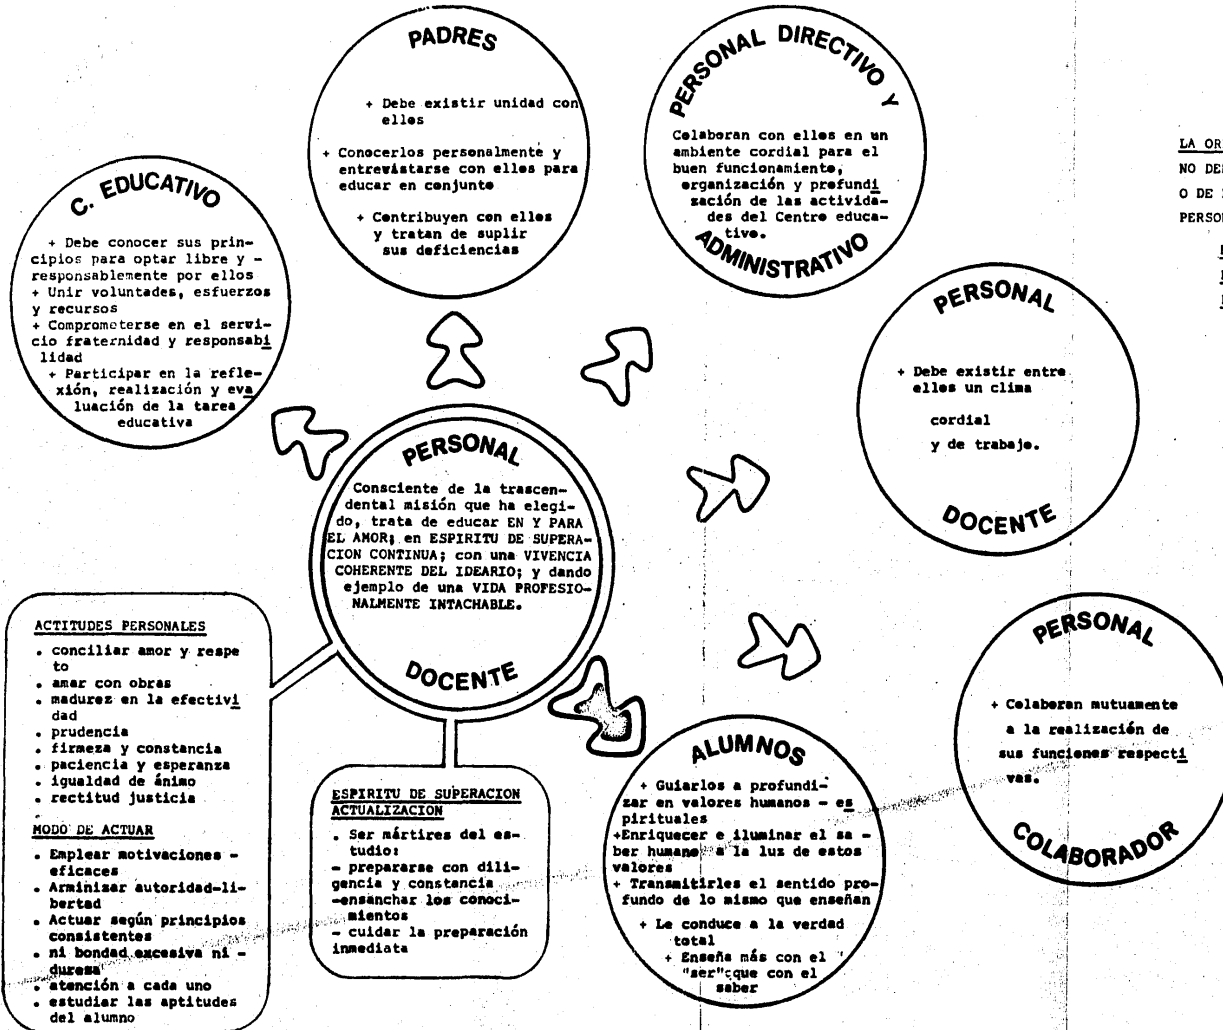 PADRES
+ Debe existir unidad con
elles
+ Conocerlos personalmente y
entrevistarse con elles para
educar en conjunto
+ Contribuyen con elles
y tratan de suplir
sus deficiencias
PERSONAL DIRECTIVO Y
Colaboran con elles en un
ambiente cordial para el
buen funcionamiento,
organización y profundi
zación de las activida-
des del Centro educa-
tivo.
ADMINISTRATIVO
LA OR
NO DE
O DE
PERSO
C. EDUCATIVO
+ Debe conocer sus prin-
cipios para optar libre y -
responsablemente por ellos
+ Unir voluntades, esfuerzos
y recursos
+ Comprometerse en el servi-
cio fraternidad y responsabi
lidad
+ Participar en la refle-
xión, realización y eva
luación de la tarea
educativa
PERSONAL
+ Debe existir entre
elles un clima
cordial
y de trabajo.
DOCENTE
PERSONAL
Consciente de la trascen-
dental misión que ha elegi-
do, trata de educar EN Y PARA
EL AMOR; en ESPIRITU DE SUPERA-
CION CONTINUA; con una VIVENCIA
COHERENTE DEL IDEARIO; y dando
ejemplo de una VIDA PROFESIO-
NALMENTE INTACHABLE.
DOCENTE
ACTITUDES PERSONALES
. conciliar amor y respe
to
. amar con obras
. madurez en la efectivi
dad
. prudencia
. firmeza y constancia
. paciencia y esperanza
. igualdad de ánimo
. rectitud justicia
MODO DE ACTUAR
. Emplear motivaciones -
eficaces
. Arminizar autoridad-li-
bertad
. Actuar según principios
consistentes
. ni bondad excesiva ni -
duresa
. atención a cada uno
. estudiar las aptitudes
del alumno
ESPIRITU DE SUPERACION
ACTUALIZACION
. Ser mártires del es-
tudio:
- prepararse con dili-
gencia y constancia
-ensanchar los conoci-
mientos
- cuidar la preparación
inmediata
ALUMNOS
+ Guiarlos a profundi-
zar en valores humanos - es
pirituales
+Enriquecer e iluminar el sa -
ber humano a la luz de estos
valores
+ Transmitirles el sentido pro-
fundo de lo mismo que enseñan
+ Le conduce a la verdad
total
+ Enseña más con el
"ser" que con el
saber
PERSONAL
+ Colaboran mutuamente
a la realización de
sus funciones respecti
vas.
COLABORADOR